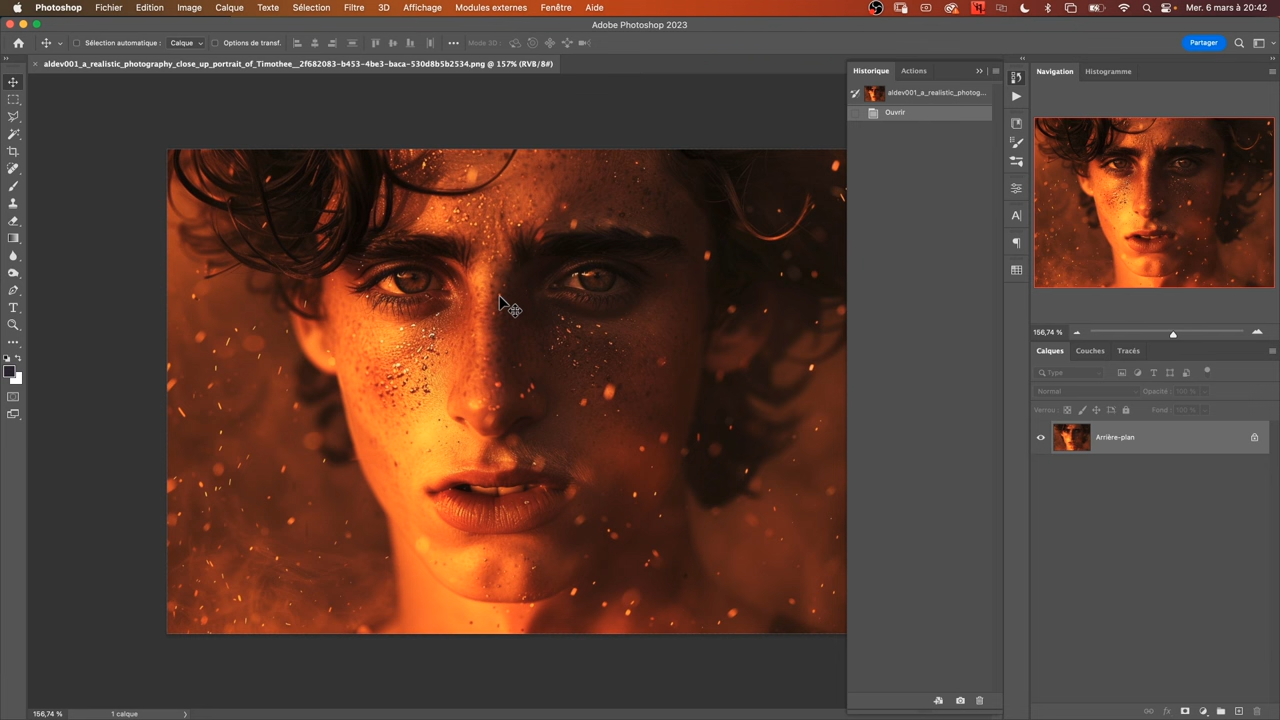 Photoshop Fichier Edition Image Calque Texte Sélection Filtre 3D Affichage Modules externes Fenêtre Aide Mer. 6 mars à 20:42
Adobe Photoshop 2023
Sélection automatique : Calque Options de transf. Mode 3D : Partager
aldev001_a_realistic_photography_close_up_portrait_of_Timothee__2f682083-b453-4be3-baca-530d8b5b2534.png @ 157% (RVB/8#)
Historique Actions
Navigation Histogramme
aldev001_a_realistic_photog...
Ouvrir
156,74 %
Calques Couches Tracés
Type
Normal Opacité : 100 %
Verrou : Fond : 100 %
Arrière-plan
156,74 % 1 calque